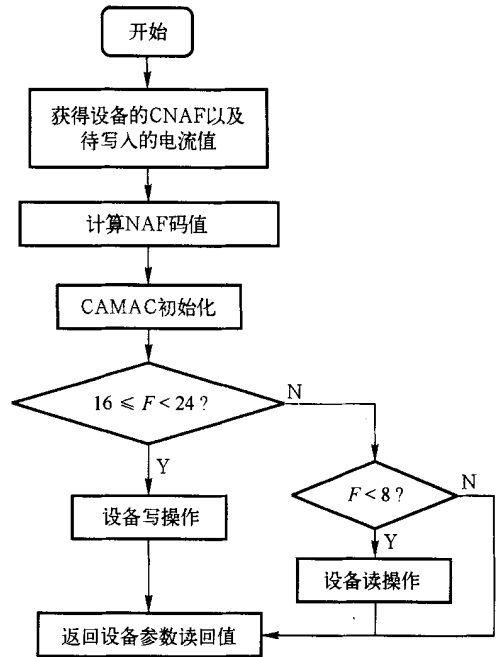 开始
获得设备的CNAF以及
待写入的电流值
计算NAF码值
CAMAC初始化
16 ≤ F < 24 ?
N
Y
F < 8 ?
N
设备写操作
Y
设备读操作
返回设备参数读回值